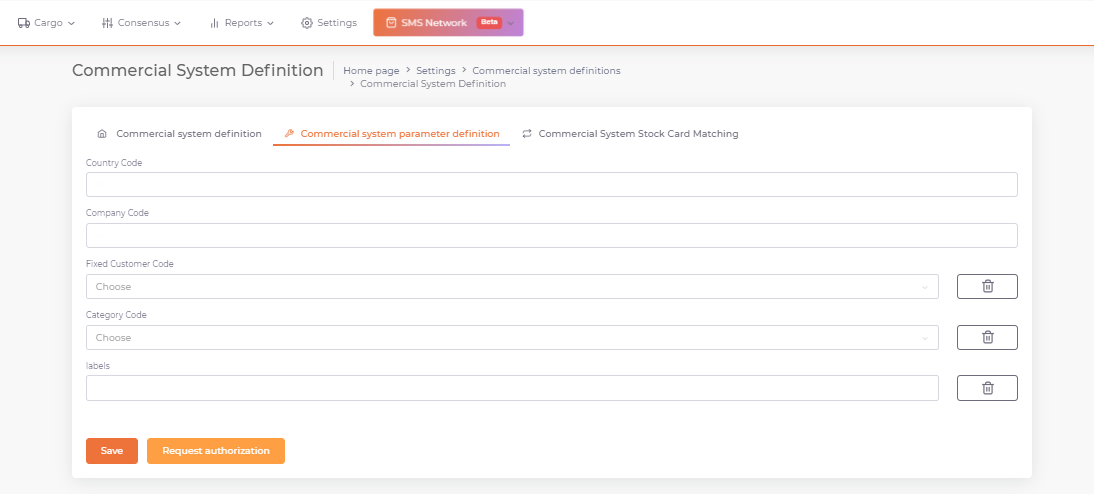 Cargo Consensus Reports Settings SMS Network Beta
Commercial System Definition Home page > Settings > Commercial system definitions
> Commercial System Definition
Commercial system definition Commercial system parameter definition Commercial System Stock Card Matching
Country Code
Company Code
Fixed Customer Code
Choose
Category Code
Choose
labels
Save Request authorization